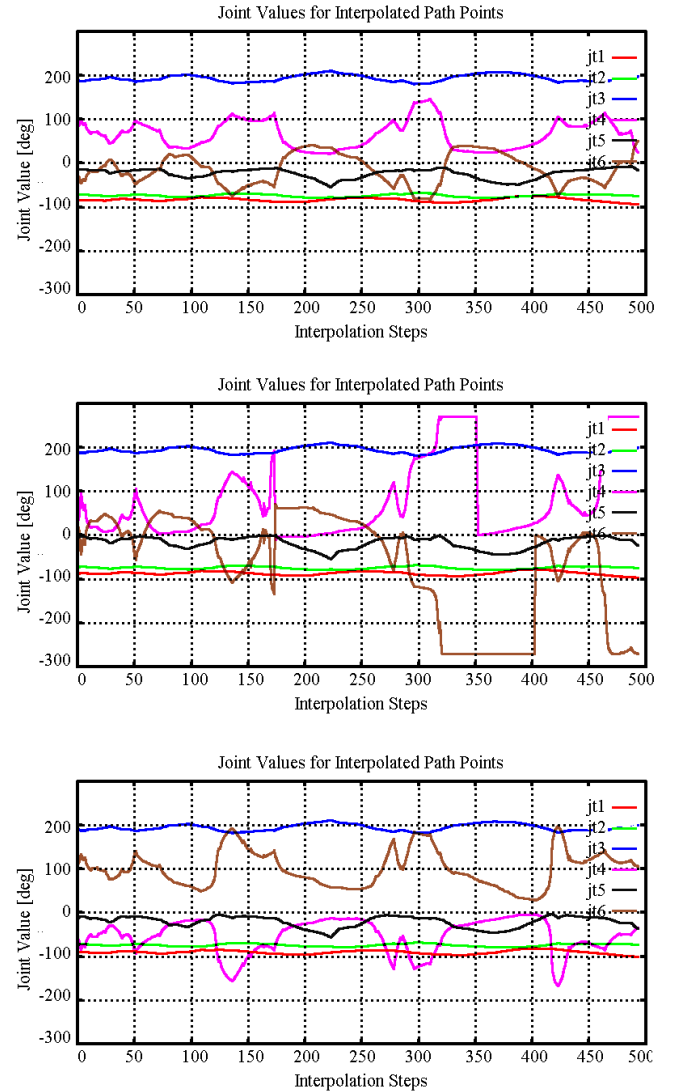 Joint Values for Interpolated Path Points
Joint Value [deg]
200
100
0
-100
-200
-300
jt1
jt2
jt3
jt4
jt5
jt6
0 50 100 150 200 250 300 350 400 450 500
Interpolation Steps
Joint Values for Interpolated Path Points
Joint Value [deg]
200
100
0
-100
-200
-300
jt1
jt2
jt3
jt4
jt5
jt6
0 50 100 150 200 250 300 350 400 450 500
Interpolation Steps
Joint Values for Interpolated Path Points
Joint Value [deg]
200
100
0
-100
-200
-300
jt1
jt2
jt3
jt4
jt5
jt6
0 50 100 150 200 250 300 350 400 450 500
Interpolation Steps